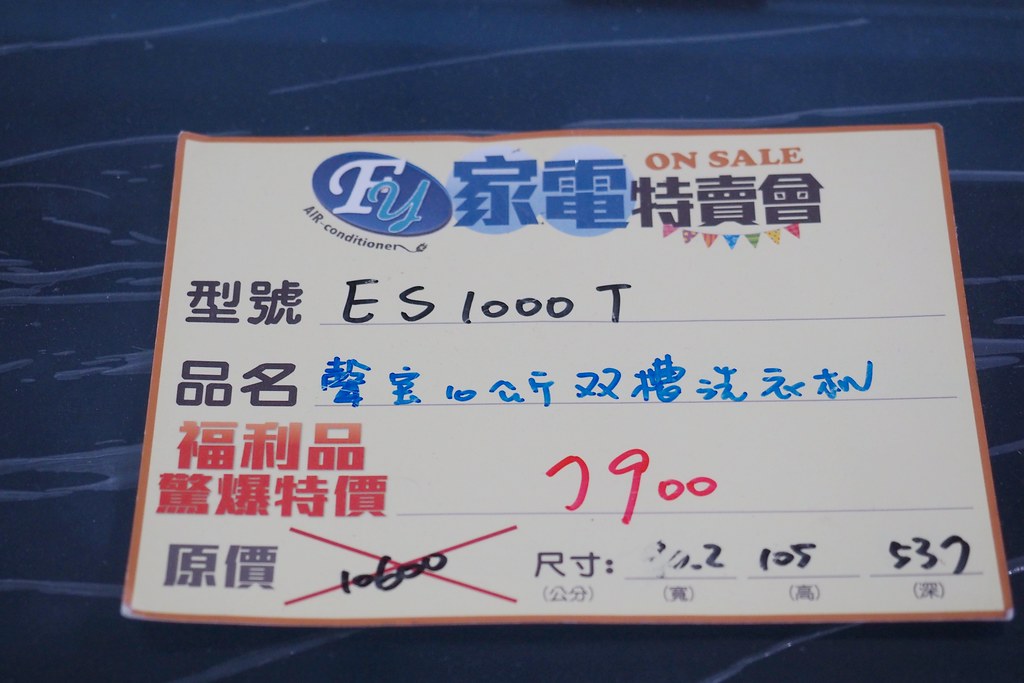 FY 家電 ON SALE 特賣會
AIR-conditioner
型號 ES1000T
品名 聲宝10公斤双槽洗衣机
福利品
驚爆特價 7900
原價 10600 尺寸: 105 537
(公分) (寬) (高) (深)